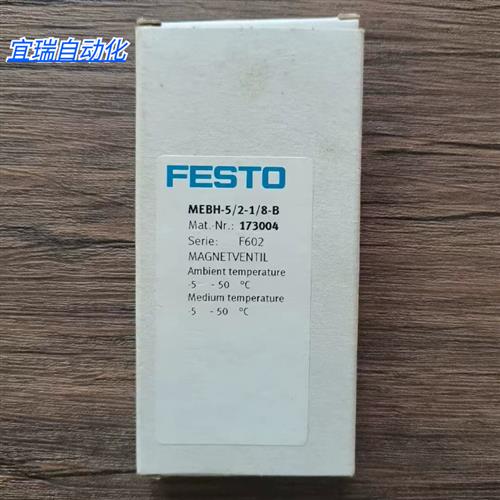 宜瑞自动化
FESTO
MEBH-5/2-1/8-B
Mat.-Nr.: 173004
Serie: F602
MAGNETVENTIL
Ambient temperature
-5 - 50 °C
Medium temperature
-5 - 50 °C